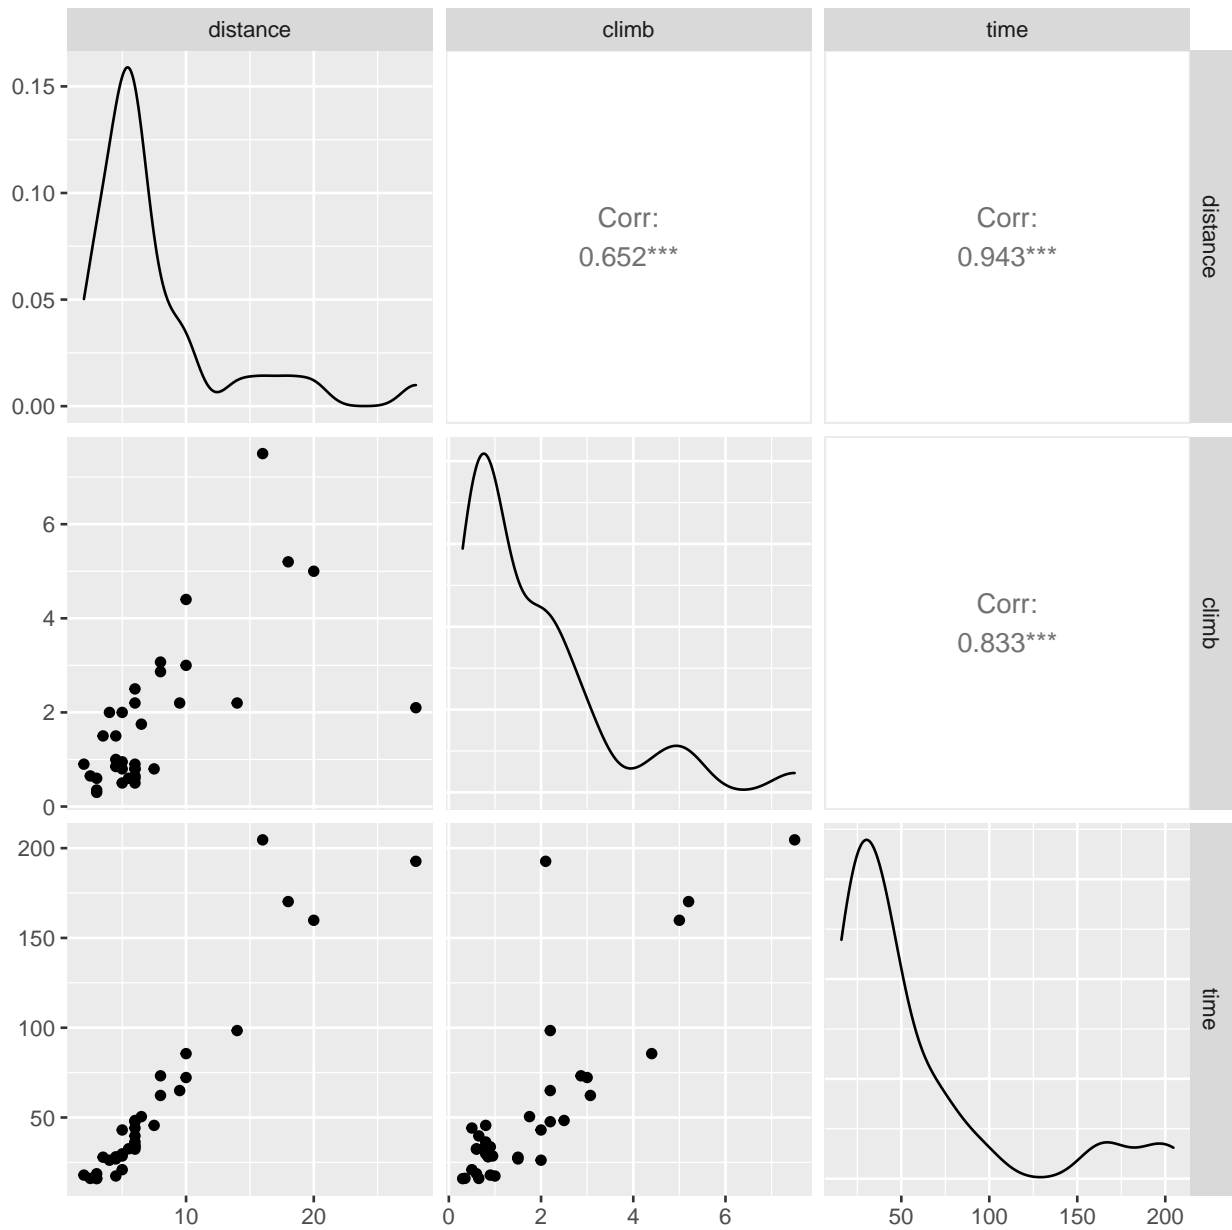 distance climb time
0.15
0.10
0.05
0.00
Corr:
0.652***
Corr:
0.943***
distance
6
4
2
0
Corr:
0.833***
climb
200
150
100
50
time
10 20 0 2 4 6 50 100 150 200